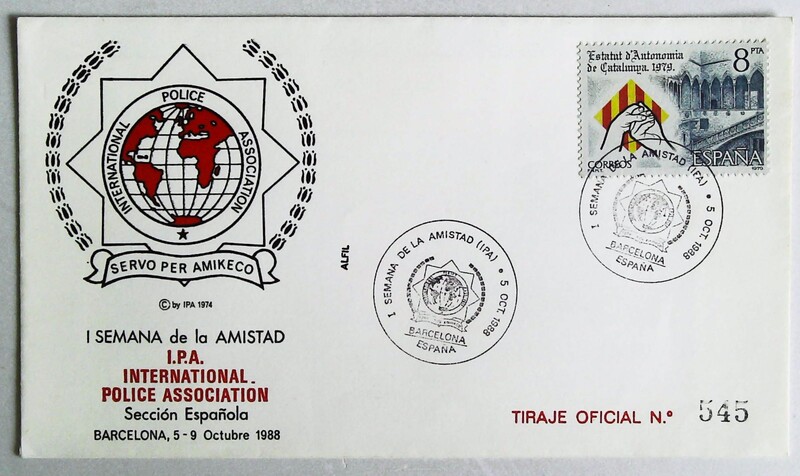 INTERNATIONAL POLICE ASSOCIATION
SERVO PER AMIKECO
© by IPA 1974
I SEMANA de la AMISTAD
I.P.A.
INTERNATIONAL
POLICE ASSOCIATION
Sección Española
BARCELONA, 5-9 Octubre 1988
ALFIL
I SEMANA DE LA AMISTAD (IPA) • 5 OCT. 1988
BARCELONA
ESPAÑA
Estatut d'Autonomia
de Catalunya. 1979.
8 PTA
CORREOS
ESPAÑA
1979
I SEMANA DE LA AMISTAD (IPA) • 5 OCT. 1988
BARCELONA
ESPAÑA
TIRAJE OFICIAL N.º 545